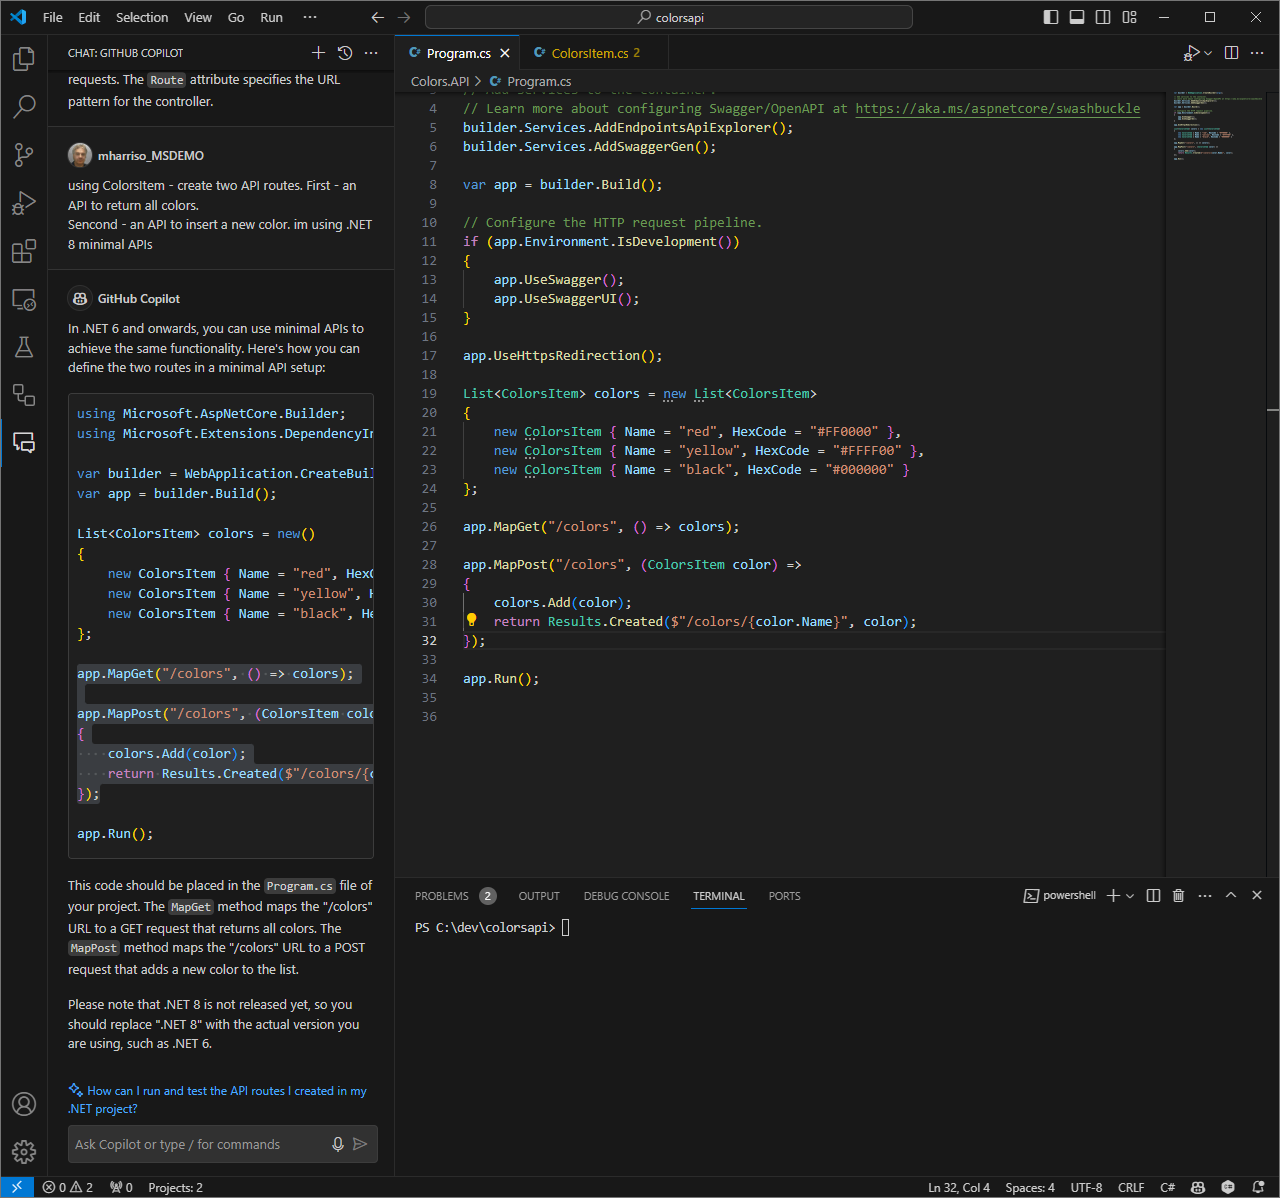 File Edit Selection View Go Run ··· colorsapi
CHAT: GITHUB COPILOT
requests. The Route attribute specifies the URL
pattern for the controller.
mharriso_MSDEMO
using ColorsItem - create two API routes. First - an
API to return all colors.
Sencond - an API to insert a new color. im using .NET
8 minimal APIs
GitHub Copilot
In .NET 6 and onwards, you can use minimal APIs to
achieve the same functionality. Here's how you can
define the two routes in a minimal API setup:
using Microsoft.AspNetCore.Builder;
using Microsoft.Extensions.DependencyIn
var builder = WebApplication.CreateBuil
var app = builder.Build();
List<ColorsItem> colors = new()
{
new ColorsItem { Name = "red", HexC
new ColorsItem { Name = "yellow", H
new ColorsItem { Name = "black", He
};
app.MapGet("/colors", () => colors);
app.MapPost("/colors", (ColorsItem colo
{
colors.Add(color);
return Results.Created($"/colors/{c
});
app.Run();
This code should be placed in the Program.cs file of
your project. The MapGet method maps the "/colors"
URL to a GET request that returns all colors. The
MapPost method maps the "/colors" URL to a POST
request that adds a new color to the list.
Please note that .NET 8 is not released yet, so you
should replace ".NET 8" with the actual version you
are using, such as .NET 6.
How can I run and test the API routes I created in my
.NET project?
Ask Copilot or type / for commands
Program.cs ColorsItem.cs 2
Colors.API > Program.cs
4 // Learn more about configuring Swagger/OpenAPI at https://aka.ms/aspnetcore/swashbuckle
5 builder.Services.AddEndpointsApiExplorer();
6 builder.Services.AddSwaggerGen();
7
8 var app = builder.Build();
9
10 // Configure the HTTP request pipeline.
11 if (app.Environment.IsDevelopment())
12 {
13 app.UseSwagger();
14 app.UseSwaggerUI();
15 }
16
17 app.UseHttpsRedirection();
18
19 List<ColorsItem> colors = new List<ColorsItem>
20 {
21 new ColorsItem { Name = "red", HexCode = "#FF0000" },
22 new ColorsItem { Name = "yellow", HexCode = "#FFFF00" },
23 new ColorsItem { Name = "black", HexCode = "#000000" }
24 };
25
26 app.MapGet("/colors", () => colors);
27
28 app.MapPost("/colors", (ColorsItem color) =>
29 {
30 colors.Add(color);
31 return Results.Created($"/colors/{color.Name}", color);
32 });
33
34 app.Run();
35
36
PROBLEMS 2 OUTPUT DEBUG CONSOLE TERMINAL PORTS powershell
PS C:\dev\colorsapi>
0 2 0 Projects: 2 Ln 32, Col 4 Spaces: 4 UTF-8 CRLF C#